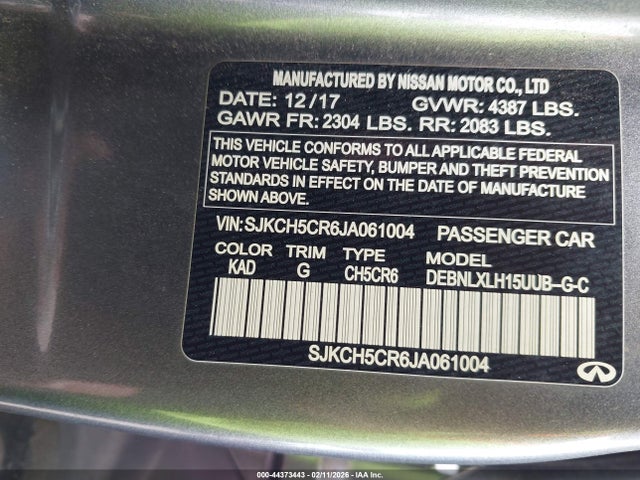 MANUFACTURED BY NISSAN MOTOR CO., LTD
DATE: 12/17 GVWR: 4387 LBS.
GAWR FR: 2304 LBS. RR: 2083 LBS.
THIS VEHICLE CONFORMS TO ALL APPLICABLE FEDERAL
MOTOR VEHICLE SAFETY, BUMPER AND THEFT PREVENTION
STANDARDS IN EFFECT ON THE DATE OF MANUFACTURE
SHOWN ABOVE.
VIN:SJKCH5CR6JA061004 PASSENGER CAR
COLOR TRIM TYPE MODEL
KAD G CH5CR6 DEBNLXLH15UUB-G-C
SJKCH5CR6JA061004
000-44373443 - 02/11/2026 - IAA Inc.